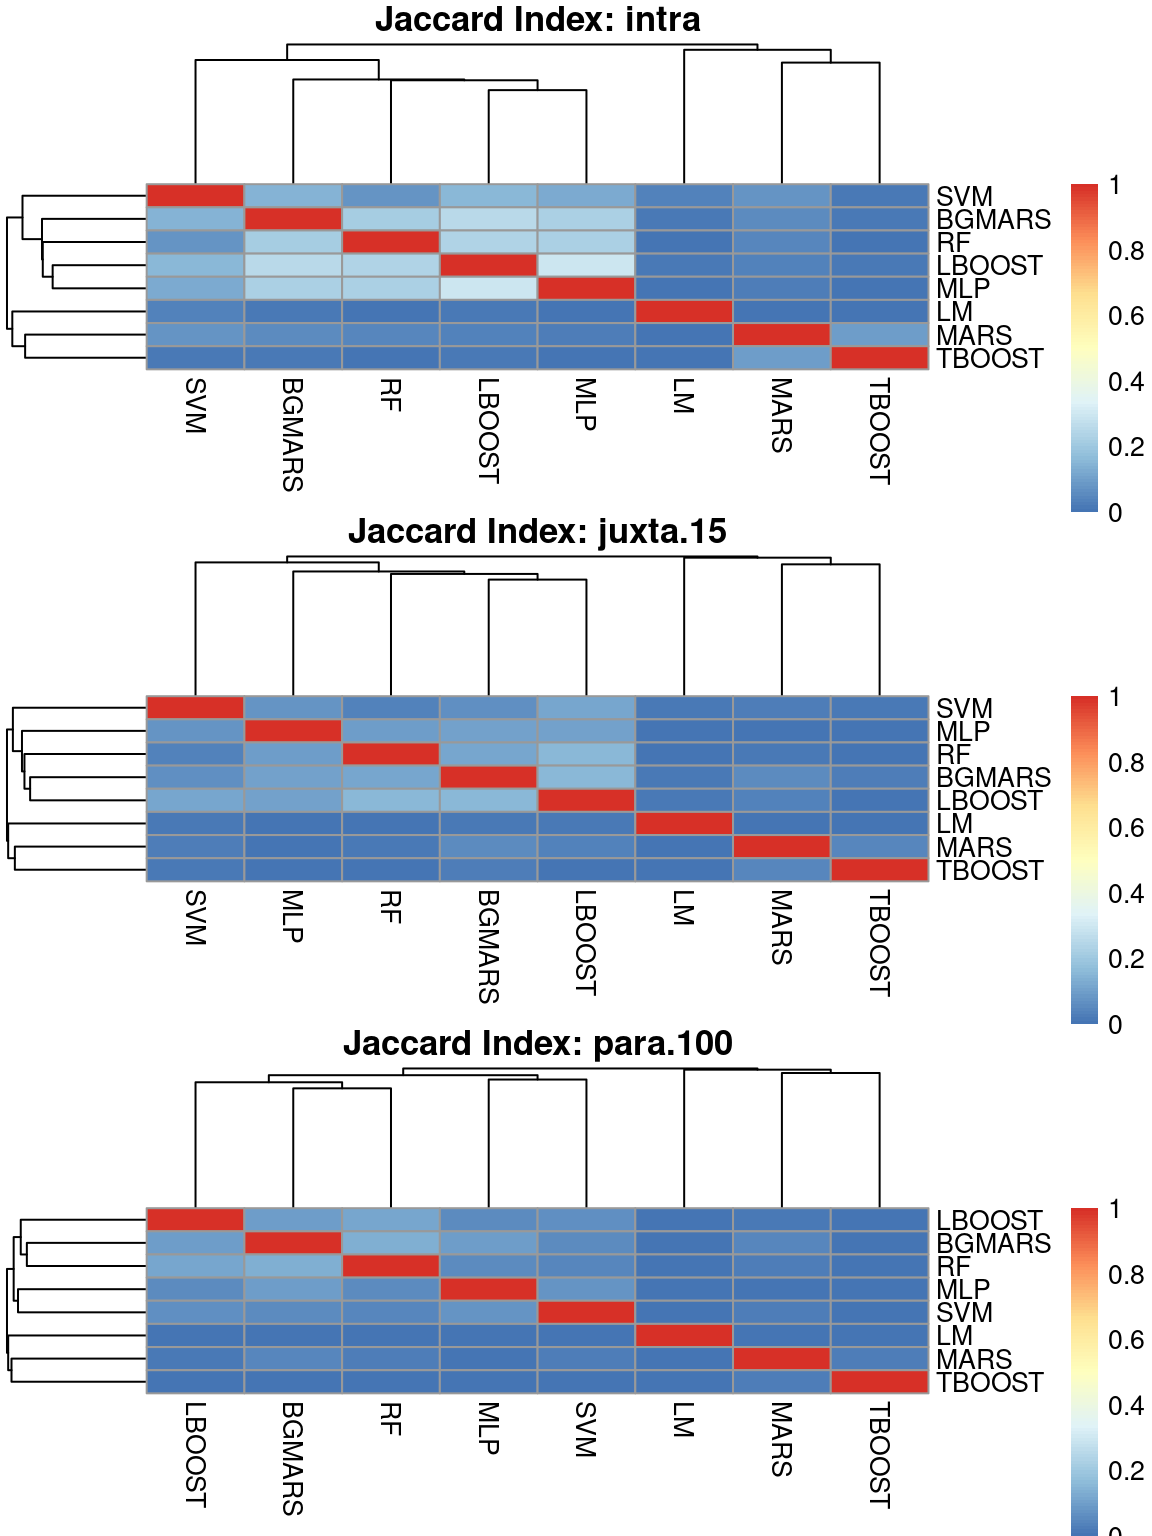 Jaccard Index: intra
SVM
BGMARS
RF
LBOOST
MLP
LM
MARS
TBOOST
SVM
BGMARS
RF
LBOOST
MLP
LM
MARS
TBOOST
1
0.8
0.6
0.4
0.2
0
Jaccard Index: juxta.15
SVM
MLP
RF
BGMARS
LBOOST
LM
MARS
TBOOST
SVM
MLP
RF
BGMARS
LBOOST
LM
MARS
TBOOST
1
0.8
0.6
0.4
0.2
0
Jaccard Index: para.100
LBOOST
BGMARS
RF
MLP
SVM
LM
MARS
TBOOST
LBOOST
BGMARS
RF
MLP
SVM
LM
MARS
TBOOST
1
0.8
0.6
0.4
0.2
0